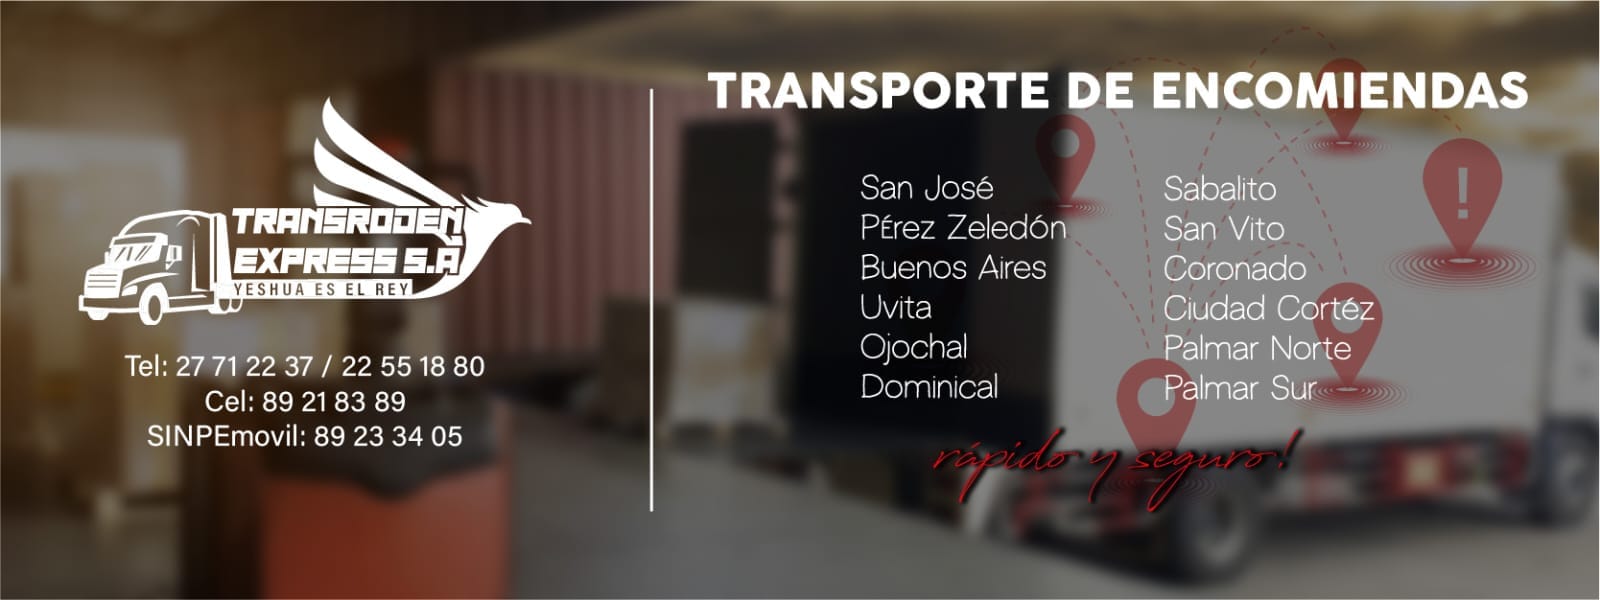 TRANSRODEN
EXPRESS S.A
YESHUA ES EL REY
Tel: 27 71 22 37 / 22 55 18 80
Cel: 89 21 83 89
SINPEmovil: 89 23 34 05
TRANSPORTE DE ENCOMIENDAS
San José
PÉrez Zeledón
Buenos Aires
Uvita
Ojochal
Dominical
Sabalito
San Vito
Coronado
Ciudad Cortéz
Palmar Norte
Palmar Sur
rápido y seguro!
!